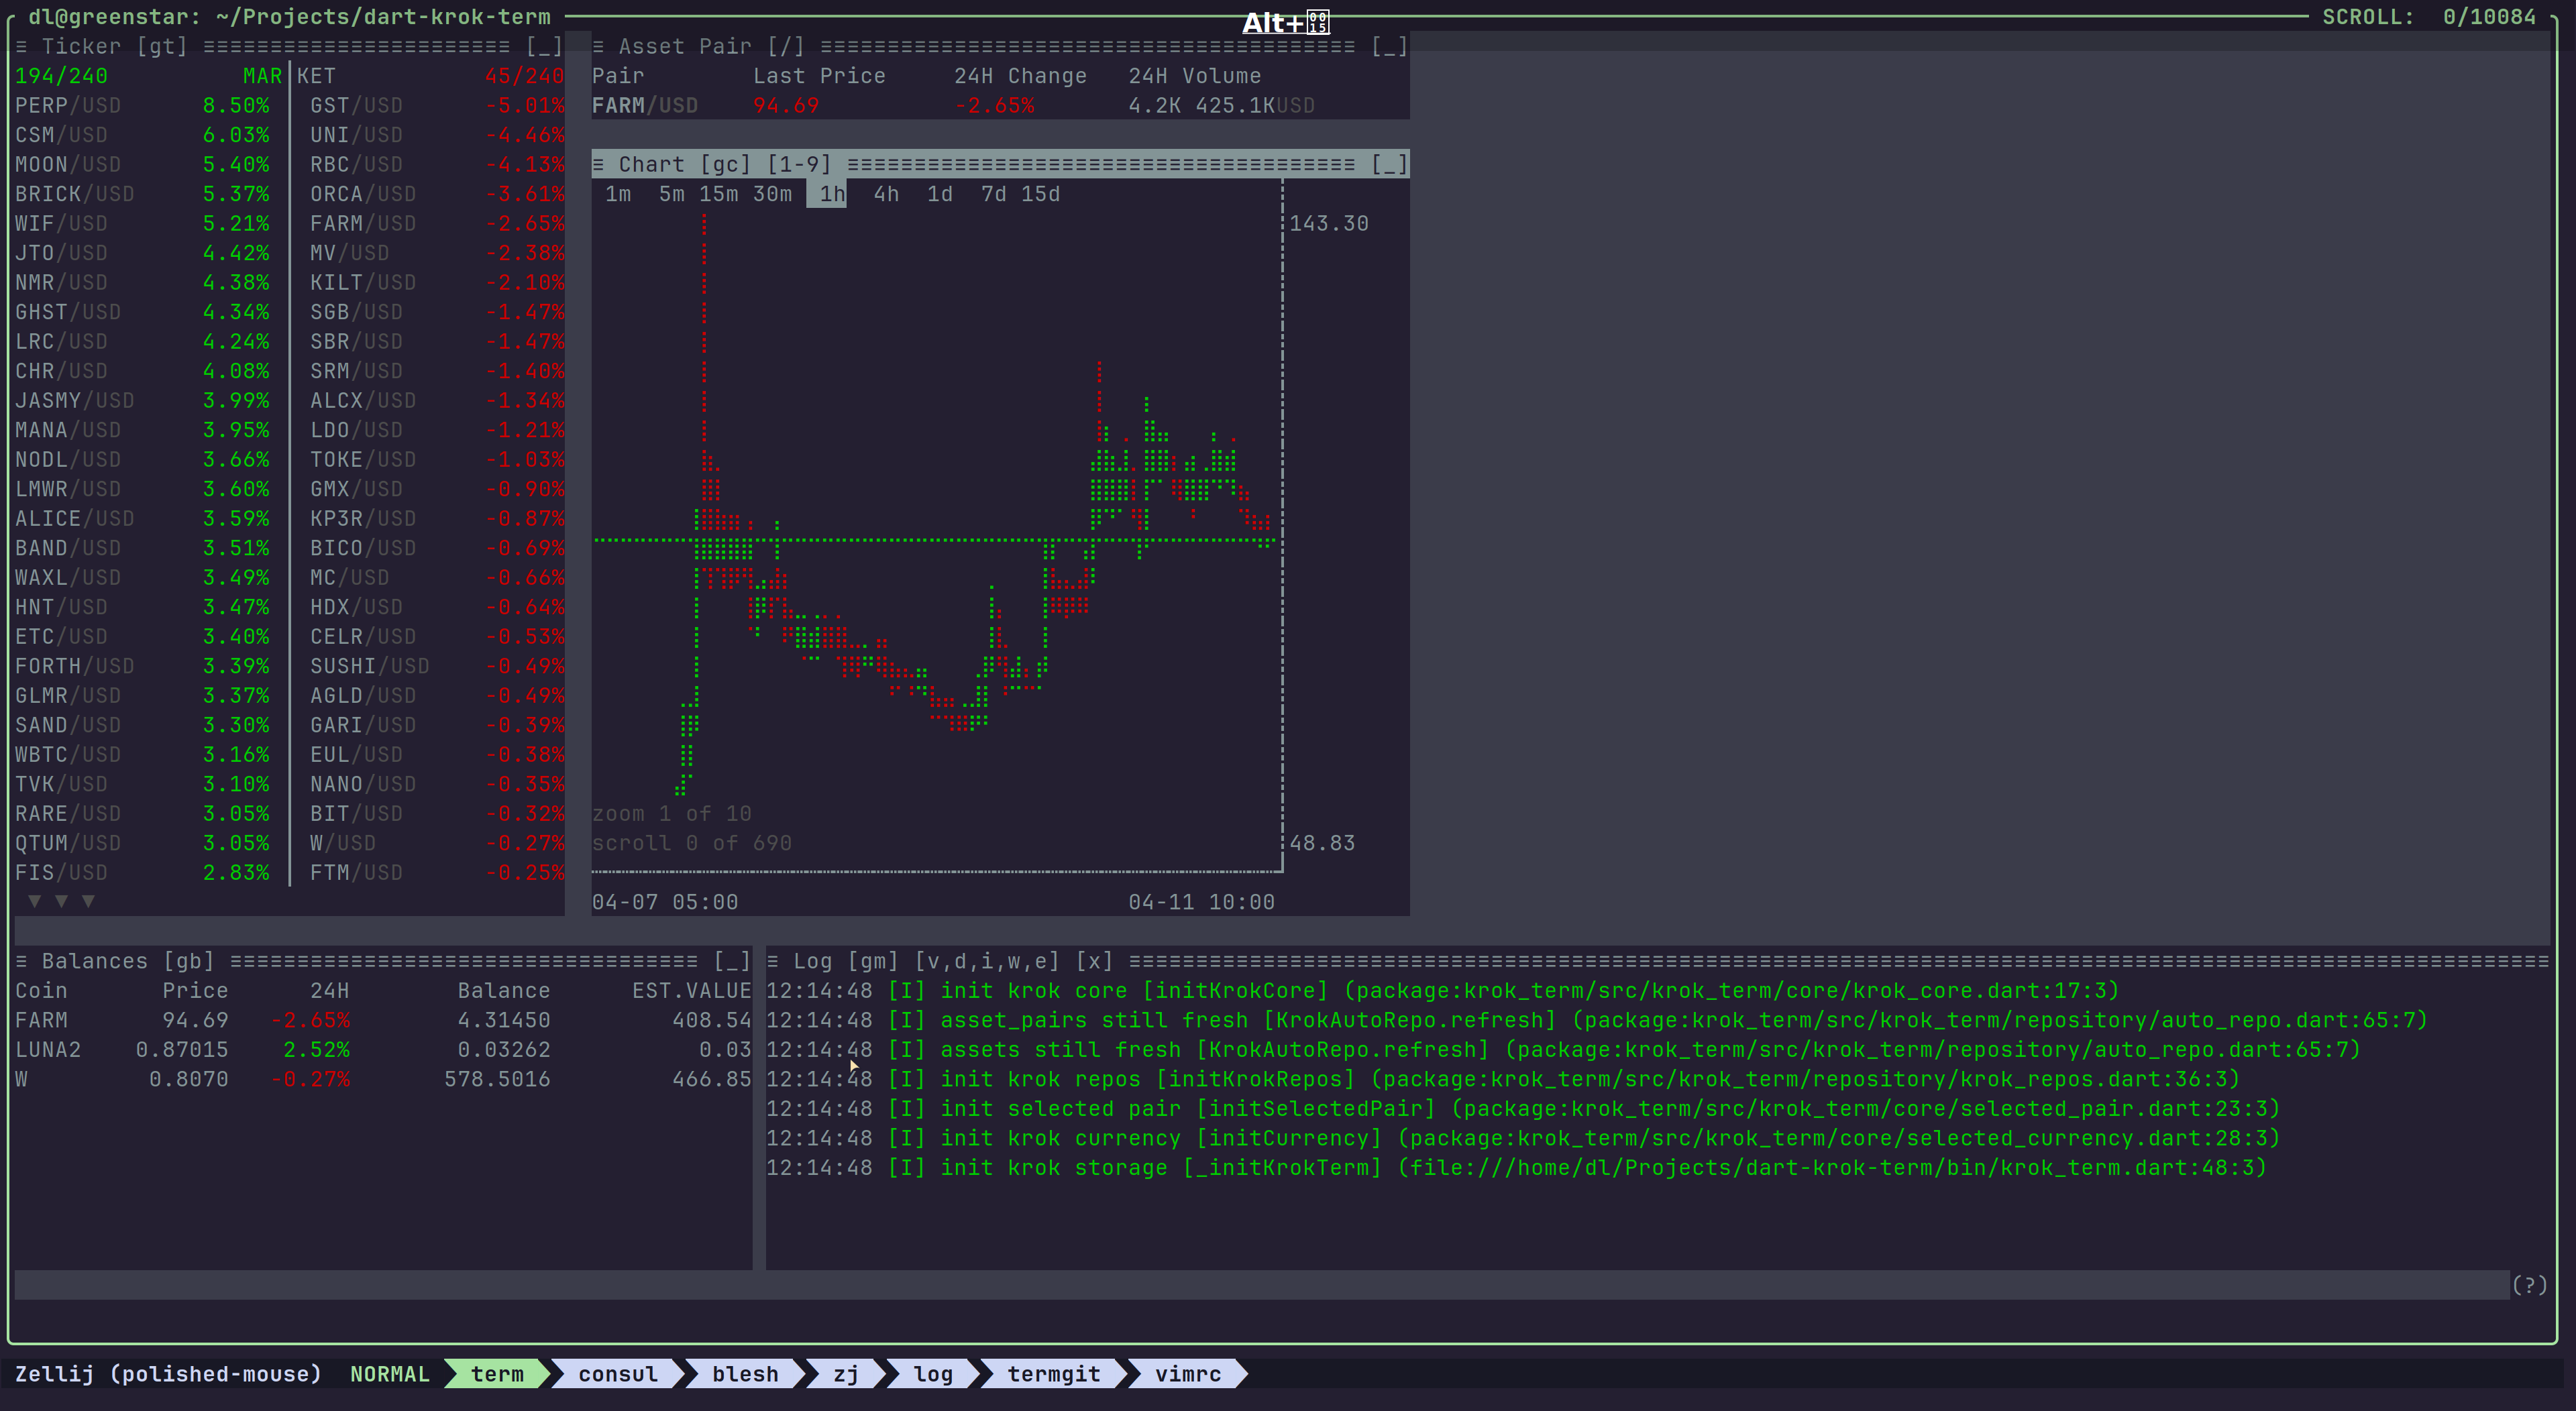 dl@greenstar: ~/Projects/dart-krok-term
Alt+
SCROLL: 0/10084
≡ Ticker [gt] ======================= [_]
194/240 MAR│KET 45/240
PERP/USD 8.50% GST/USD -5.01%
CSM/USD 6.03% UNI/USD -4.46%
MOON/USD 5.40% RBC/USD -4.13%
BRICK/USD 5.37% ORCA/USD -3.61%
WIF/USD 5.21% FARM/USD -2.65%
JTO/USD 4.42% MV/USD -2.38%
NMR/USD 4.38% KILT/USD -2.10%
GHST/USD 4.34% SGB/USD -1.47%
LRC/USD 4.24% SBR/USD -1.47%
CHR/USD 4.08% SRM/USD -1.40%
JASMY/USD 3.99% ALCX/USD -1.34%
MANA/USD 3.95% LDO/USD -1.21%
NODL/USD 3.66% TOKE/USD -1.03%
LMWR/USD 3.60% GMX/USD -0.90%
ALICE/USD 3.59% KP3R/USD -0.87%
BAND/USD 3.51% BICO/USD -0.69%
WAXL/USD 3.49% MC/USD -0.66%
HNT/USD 3.47% HDX/USD -0.64%
ETC/USD 3.40% CELR/USD -0.53%
FORTH/USD 3.39% SUSHI/USD -0.49%
GLMR/USD 3.37% AGLD/USD -0.49%
SAND/USD 3.30% GARI/USD -0.39%
WBTC/USD 3.16% EUL/USD -0.38%
TVK/USD 3.10% NANO/USD -0.35%
RARE/USD 3.05% BIT/USD -0.32%
QTUM/USD 3.05% W/USD -0.27%
FIS/USD 2.83% FTM/USD -0.25%
▼ ▼ ▼
≡ Asset Pair [/] ======================================== [_]
Pair Last Price 24H Change 24H Volume
FARM/USD 94.69 -2.65% 4.2K 425.1KUSD
≡ Chart [gc] [1-9] ====================================== [_]
1m 5m 15m 30m 1h 4h 1d 7d 15d
143.30
zoom 1 of 10
scroll 0 of 690
48.83
04-07 05:00 04-11 10:00
≡ Balances [gb] =================================== [_]
Coin Price 24H Balance EST.VALUE
FARM 94.69 -2.65% 4.31450 408.54
LUNA2 0.87015 2.52% 0.03262 0.03
W 0.8070 -0.27% 578.5016 466.85
≡ Log [gm] [v,d,i,w,e] [x] ==========================================================================================================
12:14:48 [I] init krok core [initKrokCore] (package:krok_term/src/krok_term/core/krok_core.dart:17:3)
12:14:48 [I] asset_pairs still fresh [KrokAutoRepo.refresh] (package:krok_term/src/krok_term/repository/auto_repo.dart:65:7)
12:14:48 [I] assets still fresh [KrokAutoRepo.refresh] (package:krok_term/src/krok_term/repository/auto_repo.dart:65:7)
12:14:48 [I] init krok repos [initKrokRepos] (package:krok_term/src/krok_term/repository/krok_repos.dart:36:3)
12:14:48 [I] init selected pair [initSelectedPair] (package:krok_term/src/krok_term/core/selected_pair.dart:23:3)
12:14:48 [I] init krok currency [initCurrency] (package:krok_term/src/krok_term/core/selected_currency.dart:28:3)
12:14:48 [I] init krok storage [_initKrokTerm] (file:///home/dl/Projects/dart-krok-term/bin/krok_term.dart:48:3)
(?)
Zellij (polished-mouse) NORMAL term consul blesh zj log termgit vimrc